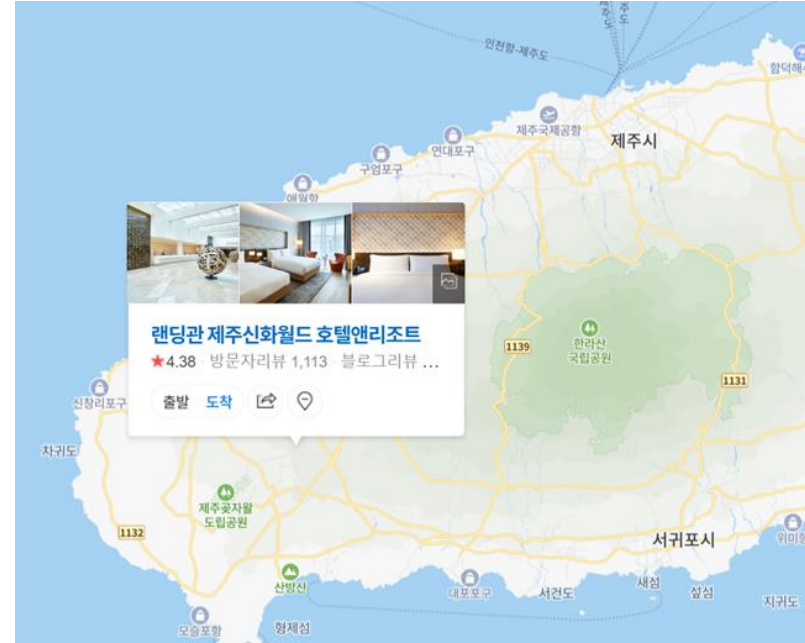 제주도
인천항-제주도
함덕해
제주국제공항
제주시
연대포구
구엄포구
애월항
랜딩관 제주신화월드 호텔앤리조트
★4.38 · 방문자리뷰 1,113 · 블로그리뷰 ...
출발 도착
한라산
국립공원
1139
1131
신창리포구
차귀도
제주곶자왈
도립공원
1132
서귀포시
위미항
산방산
대포포구
서건도
새섬
섶섬
지귀도
모슬포항
형제섬